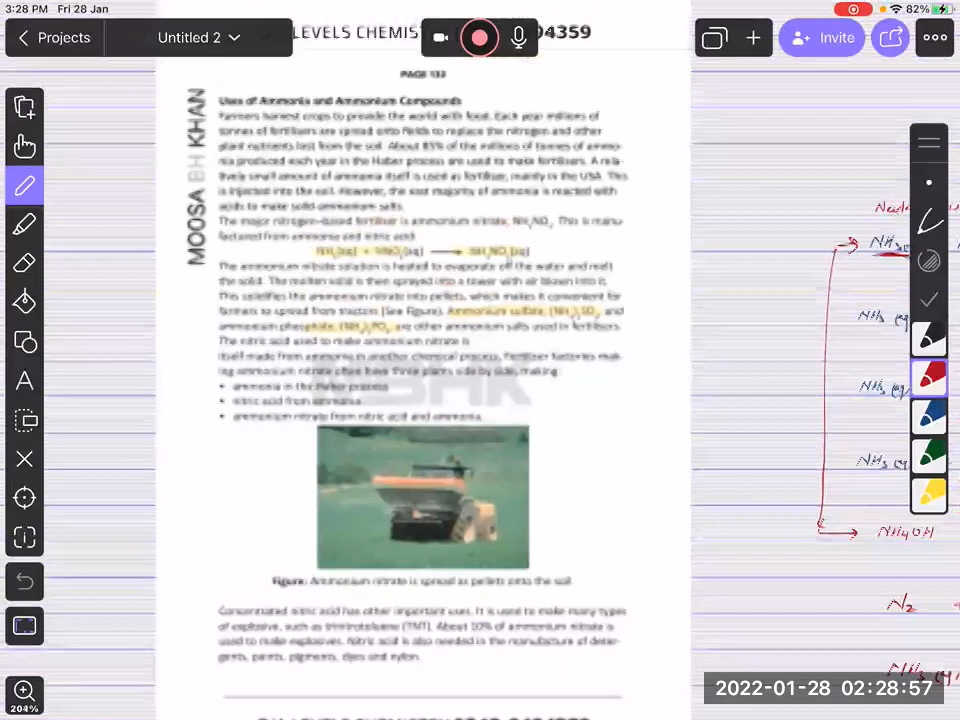 3:28 PM Fri 28 Jan 82%
Projects Untitled 2 LEVELS CHEMIST 04359 Invite
PAGE 133
MOOSA BH KHAN
Uses of Ammonia and Ammonium Compounds
Farmers harvest crops to provide the world with food. Each year millions of
tonnes of fertilisers are spread onto fields to replace the nitrogen and other
plant nutrients lost from the soil. About 85% of the millions of tonnes of ammo-
nia produced each year in the Haber process are used to make fertilisers. A rela-
tively small amount of ammonia itself is used as fertiliser, mainly in the USA. This
is injected into the soil. However, the vast majority of ammonia is reacted with
acids to make solid ammonium salts.
The major nitrogen-based fertiliser is ammonium nitrate, NH₄NO₃. This is manu-
factured from ammonia and nitric acid
NH₃(aq) + HNO₃(aq) ⟶ NH₄NO₃(aq)
The ammonium nitrate solution is heated to evaporate off the water and melt
the solid. The molten solid is then sprayed into a tower with air blown into it.
This solidifies the ammonium nitrate into pellets, which makes it convenient for
farmers to spread from tractors (See Figure). Ammonium sulfate, (NH₄)₂SO₄, and
ammonium phosphate, (NH₄)₃PO₄, are other ammonium salts used in fertilisers.
The nitric acid used to make ammonium nitrate is
itself made from ammonia in another chemical process. Fertiliser factories mak-
ing ammonium nitrate often have three plants side by side, making:
• ammonia in the Haber process
• nitric acid from ammonia
• ammonium nitrate from nitric acid and ammonia.
MBHK
Figure: Ammonium nitrate is spread as pellets onto the soil
Concentrated nitric acid has other important uses. It is used to make many types
of explosive, such as trinitrotoluene (TNT). About 10% of ammonium nitrate is
used to make explosives. Nitric acid is also needed in the manufacture of deter-
gents, paints, pigments, dyes and nylon.
NH₃
NH₃ (g)
NH₃ (g)
NH₃ (g)
NH₄OH
N₂ +
NH₃ (g)
204%
2022-01-28 02:28:57